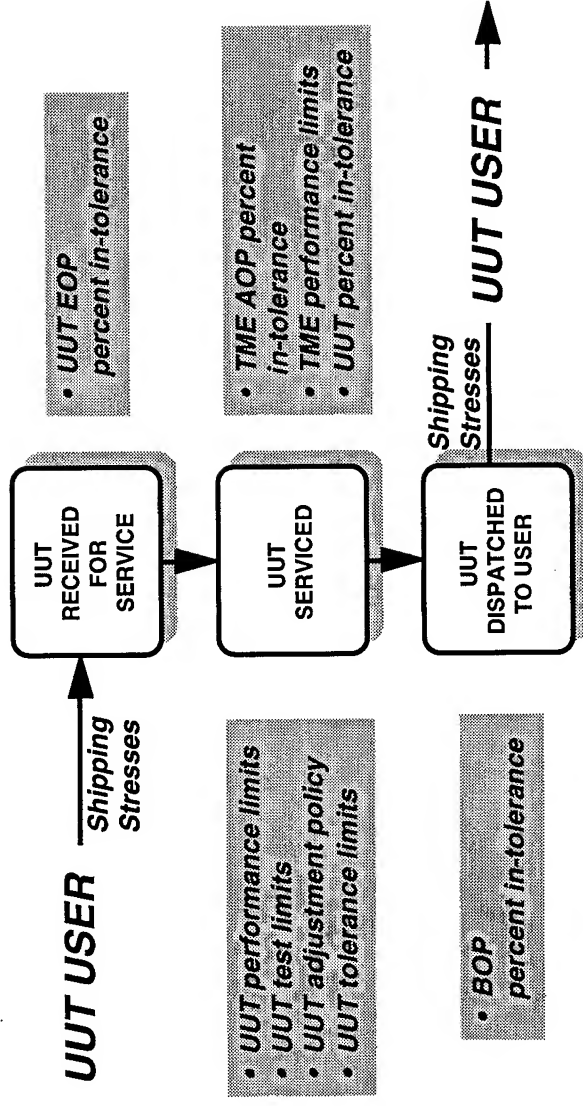 UUT USER
Shipping
Stresses
UUT
RECEIVED
FOR
SERVICE
• UUT EOP
percent in-tolerance
• UUT performance limits
• UUT test limits
• UUT adjustment policy
• UUT tolerance limits
UUT
SERVICED
• TME AOP percent
in-tolerance
• TME performance limits
• UUT percent in-tolerance
• BOP
percent in-tolerance
UUT
DISPATCHED
TO USER
Shipping
Stresses
UUT USER